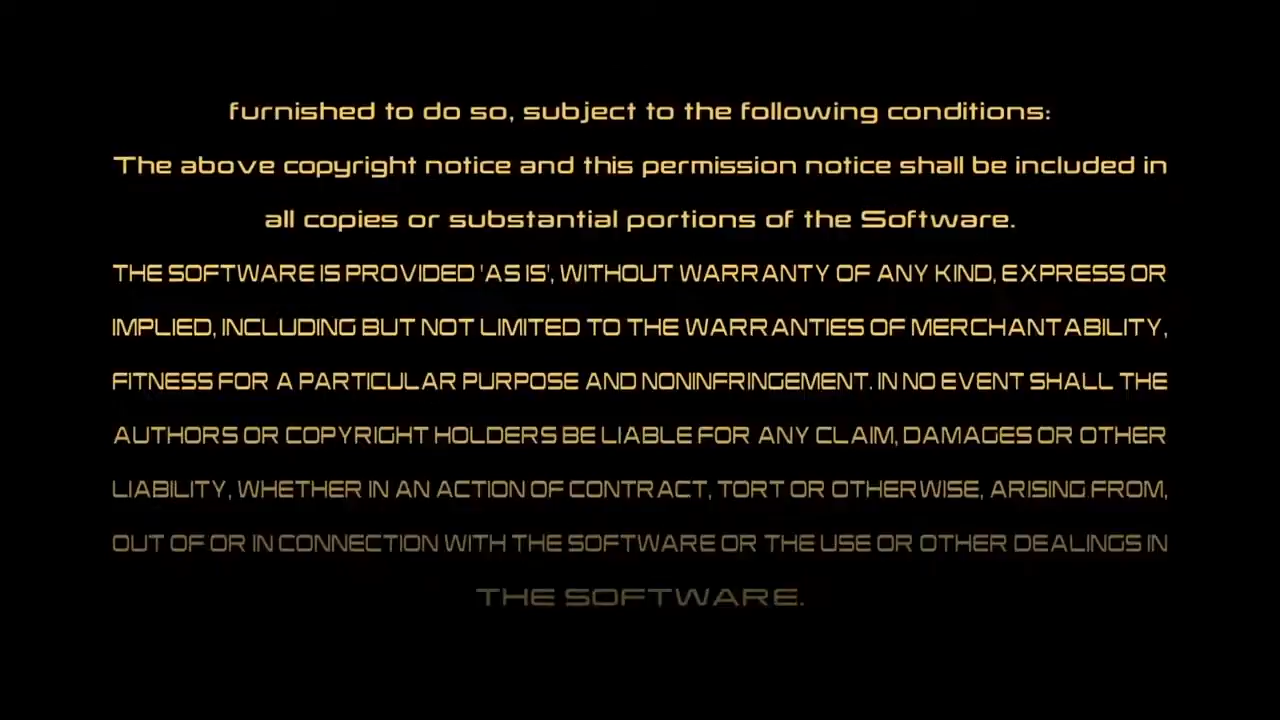 furnished to do so, subject to the following conditions:
The above copyright notice and this permission notice shall be included in
all copies or substantial portions of the Software.
THE SOFTWARE IS PROVIDED 'AS IS', WITHOUT WARRANTY OF ANY KIND, EXPRESS OR
IMPLIED, INCLUDING BUT NOT LIMITED TO THE WARRANTIES OF MERCHANTABILITY,
FITNESS FOR A PARTICULAR PURPOSE AND NONINFRINGEMENT. IN NO EVENT SHALL THE
AUTHORS OR COPYRIGHT HOLDERS BE LIABLE FOR ANY CLAIM, DAMAGES OR OTHER
LIABILITY, WHETHER IN AN ACTION OF CONTRACT, TORT OR OTHERWISE, ARISING FROM,
OUT OF OR IN CONNECTION WITH THE SOFTWARE OR THE USE OR OTHER DEALINGS IN
THE SOFTWARE.